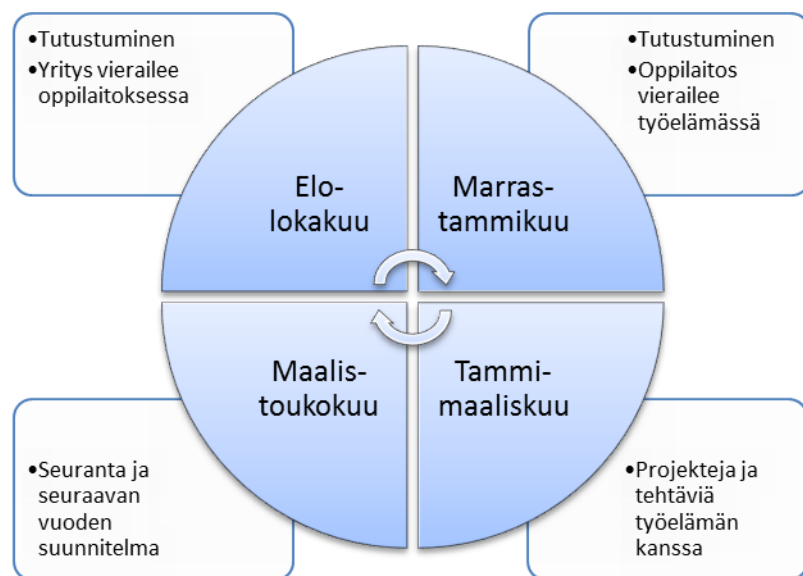 •Tutustuminen
•Yritys vierailee
oppilaitoksessa
•Tutustuminen
•Oppilaitos
vierailee
työelämässä
Elo-
lokakuu
Marras-
tammikuu
Maalis-
toukokuu
Tammi-
maaliskuu
•Seuranta ja
seuraavan
vuoden
suunnitelma
•Projekteja ja
tehtäviä
työelämän
kanssa